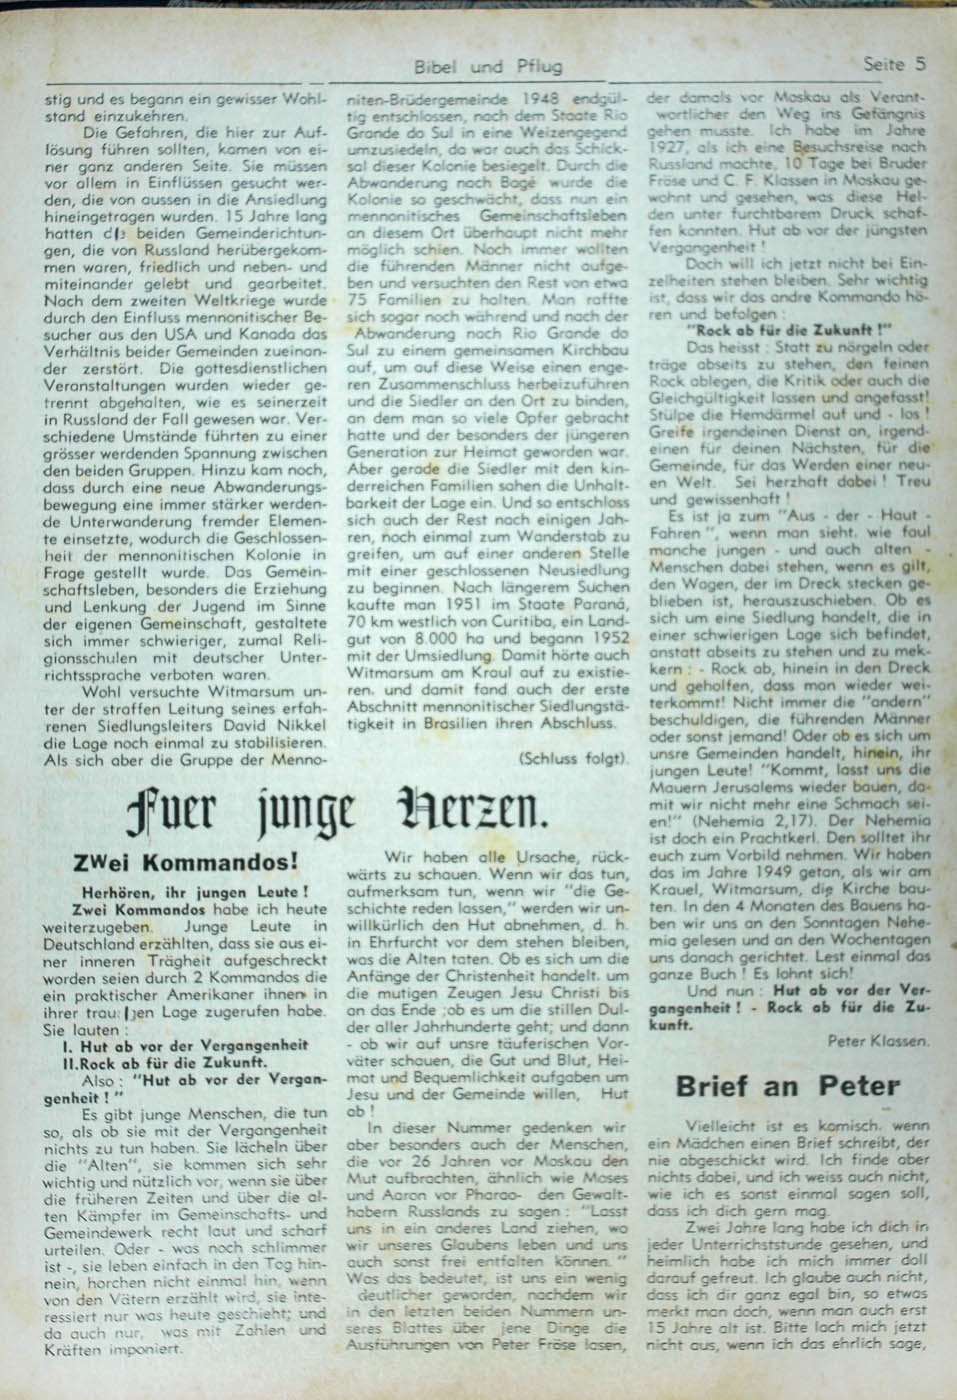 Bibel und Pflug
Seite 5
stig und es begann ein gewisser Wohl-
stand einzukehren.
Die Gefahren, die hier zur Auf-
lösung führen sollten, kamen von ei-
ner ganz anderen Seite. Sie müssen
vor allem in Einflüssen gesucht wer-
den, die von aussen in die Ansiedlung
hineingetragen wurden. 15 Jahre lang
hatten beiden Gemeinderichtun-
gen, die von Russland herübergekom-
men waren, friedlich und neben- und
miteinander gelebt und gearbeitet.
Nach dem zweiten Weltkriege wurde
durch den Einfluss mennonitischer Be-
sucher aus den USA und Kanada das
Verhältnis beider Gemeinden zueinan-
der zerstört. Die gottesdienstlichen
Veranstaltungen wurden wieder ge-
trennt abgehalten, wie es seinerzeit
in Russland der Fall gewesen war. Ver-
schiedene Umstände führten zu einer
grösser werdenden Spannung zwischen
den beiden Gruppen. Hinzu kam noch,
dass durch eine neue Abwanderungs-
bewegung eine immer stärker werden-
de Unterwanderung fremder Elemen-
te einsetzte, wodurch die Geschlossen-
heit der mennonitischen Kolonie in
Frage gestellt wurde. Das Gemein-
schaftsleben, besonders die Erziehung
und Lenkung der Jugend im Sinne
der eigenen Gemeinschaft, gestaltete
sich immer schwieriger, zumal Reli-
gionsschulen mit deutscher Unter-
richtssprache verboten waren.
Wohl versuchte Witmarsum un-
ter der straffen Leitung seines erfah-
renen Siedlungsleiters David Nikkel
die Lage noch einmal zu stabilisieren.
Als sich aber die Gruppe der Menno-
niten-Brüdergemeinde 1948 endgül-
tig entschlossen, nach dem Staate Rio
Grande do Sul in eine Weizengegend
umzusiedeln, da war auch das Schick-
sal dieser Kolonie besiegelt. Durch die
Abwanderung nach Bagé wurde die
Kolonie so geschwächt, dass nun ein
mennonitisches Gemeinschaftsleben
an diesem Ort überhaupt nicht mehr
möglich schien. Noch immer wollten
die führenden Männer nicht aufge-
ben und versuchten den Rest von etwa
75 Familien zu halten. Man raffte
sich sogar noch während und nach der
Abwanderung nach Rio Grande do
Sul zu einem gemeinsamen Kirchbau
auf, um auf diese Weise einen enge-
ren Zusammenschluss herbeizuführen
und die Siedler an den Ort zu binden,
an dem man so viele Opfer gebracht
hatte und der besonders der jüngeren
Generation zur Heimat geworden war.
Aber gerade die Siedler mit den kin-
derreichen Familien sahen die Unhalt-
barkeit der Lage ein. Und so entschloss
sich auch der Rest nach einigen Jah-
ren, noch einmal zum Wanderstab zu
greifen, um auf einer anderen Stelle
mit einer geschlossenen Neusiedlung
zu beginnen. Nach längerem Suchen
kaufte man 1951 im Staate Paraná,
70 km westlich von Curitiba, ein Land-
gut von 8.000 ha und begann 1952
mit der Umsiedlung. Damit hörte auch
Witmarsum am Kraul auf zu existie-
ren, und damit fand auch der erste
Abschnitt mennonitischer Siedlungstä-
tigkeit in Brasilien ihren Abschluss.
(Schluss folgt).
Fuer junge Herzen.
ZWei Kommandos!
Herhören, ihr jungen Leute !
Zwei Kommandos habe ich heute
weiterzugeben. Junge Leute in
Deutschland erzählten, dass sie aus ei-
ner inneren Trägheit aufgeschreckt
worden seien durch 2 Kommandos die
ein praktischer Amerikaner ihnen in
ihrer Lage zugerufen habe.
Sie lauten :
I. Hut ab vor der Vergangenheit
II.Rock ab für die Zukunft.
Also : "Hut ab vor der Vergan-
genheit ! "
Es gibt junge Menschen, die tun
so, als ob sie mit der Vergangenheit
nichts zu tun haben. Sie lächeln über
die "Alten", sie kommen sich sehr
wichtig und nützlich vor, wenn sie über
die früheren Zeiten und über die al-
ten Kämpfer im Gemeinschafts- und
Gemeindewerk recht laut und scharf
urteilen. Oder - was noch schlimmer
ist -, sie leben einfach in den Tag hin-
nein, horchen nicht einmal hin, wenn
von den Vätern erzählt wird, sie inte-
ressiert nur was heute geschieht; und
da auch nur, was mit Zahlen und
Kräften imponiert.
Wir haben alle Ursache, rück-
wärts zu schauen. Wenn wir das tun,
aufmerksam tun, wenn wir "die Ge-
schichte reden lassen," werden wir un-
willkürlich den Hut abnehmen, d. h.
in Ehrfurcht vor dem stehen bleiben,
was die Alten taten. Ob es sich um die
Anfänge der Christenheit handelt, um
die mutigen Zeugen Jesu Christi bis
an das Ende ;ob es um die stillen Dul-
der aller Jahrhunderte geht; und dann
- ob wir auf unsre täuferischen Vor-
väter schauen, die Gut und Blut, Hei-
mat und Bequemlichkeit aufgaben um
Jesu und der Gemeinde willen, Hut
ab !
In dieser Nummer gedenken wir
aber besonders auch der Menschen,
die vor 26 Jahren vor Moskau den
Mut aufbrachten, ähnlich wie Moses
und Aaron vor Pharao- den Gewalt-
habern Russlands zu sagen : "Lasst
uns in ein anderes Land ziehen, wo
wir unseres Glaubens leben und uns
auch sonst frei entfalten können. "
Was das bedeutet, ist uns ein wenig
deutlicher geworden, nachdem wir
in den letzten beiden Nummern un-
seres Blattes über jene Dinge die
Ausführungen von Peter Fröse lasen,
der damals vor Moskau als Verant-
wortlicher den Weg ins Gefängnis
gehen musste. Ich habe im Jahre
1927, als ich eine Besuchsreise nach
Russland machte, 10 Tage bei Bruder
Fröse und C. F. Klassen in Moskau ge-
wohnt und gesehen, was diese Hel-
den unter furchtbarem Druck schaf-
fen konnten. Hut ab vor der jüngsten
Vergangenheit !
Doch will ich jetzt nicht bei Ein-
zelheiten stehen bleiben. Sehr wichtig
ist, dass wir das andre Kommando hö-
ren und befolgen :
"Rock ab für die Zukunft !"
Das heisst : Statt zu nörgeln oder
träge abseits zu stehen, den feinen
Rock ablegen, die Kritik oder auch die
Gleichgültigkeit lassen und angefasst!
Stülpe die Hemdärmel auf und - los !
Greife irgendeinen Dienst an, irgend-
einen für deinen Nächsten, für die
Gemeinde, für das Werden einer neu-
en Welt. Sei herzhaft dabei ! Treu
und gewissenhaft !
Es ist ja zum "Aus - der - Haut -
Fahren ", wenn man sieht, wie faul
manche jungen - und auch alten -
Menschen dabei stehen, wenn es gilt,
den Wagen, der im Dreck stecken ge-
blieben ist, herauszuschieben. Ob es
sich um eine Siedlung handelt, die in
einer schwierigen Lage sich befindet,
anstatt abseits zu stehen und zu mek-
kern : - Rock ab, hinein in den Dreck
und geholfen, dass man wieder wei-
terkommt! Nicht immer die "andern"
beschuldigen, die führenden Männer
oder sonst jemand! Oder ob es sich um
unsre Gemeinden handelt, hinein, ihr
jungen Leute! "Kommt, lasst uns die
Mauern Jerusalems wieder bauen, da-
mit wir nicht mehr eine Schmach sei-
en!" (Nehemia 2,17). Der Nehemia
ist doch ein Prachtkerl. Den solltet ihr
euch zum Vorbild nehmen. Wir haben
das im Jahre 1949 getan, als wir am
Krauel, Witmarsum, die Kirche bau-
ten. In den 4 Monaten des Bauens ha-
ben wir uns an den Sonntagen Nehe-
mia gelesen und an den Wochentagen
uns danach gerichtet. Lest einmal das
ganze Buch ! Es lohnt sich!
Und nun : Hut ab vor der Ver-
gangenheit ! - Rock ab für die Zu-
kunft.
Peter Klassen.
Brief an Peter
Vielleicht ist es komisch, wenn
ein Mädchen einen Brief schreibt, der
nie abgeschickt wird. Ich finde aber
nichts dabei, und ich weiss auch nicht,
wie ich es sonst einmal sagen soll,
dass ich dich gern mag.
Zwei Jahre lang habe ich dich in
jeder Unterrichststunde gesehen, und
heimlich habe ich mich immer doll
darauf gefreut. Ich glaube auch nicht,
dass ich dir ganz egal bin, so etwas
merkt man doch, wenn man auch erst
15 Jahre alt ist. Bitte lach mich jetzt
nicht aus, wenn ich das ehrlich sage,